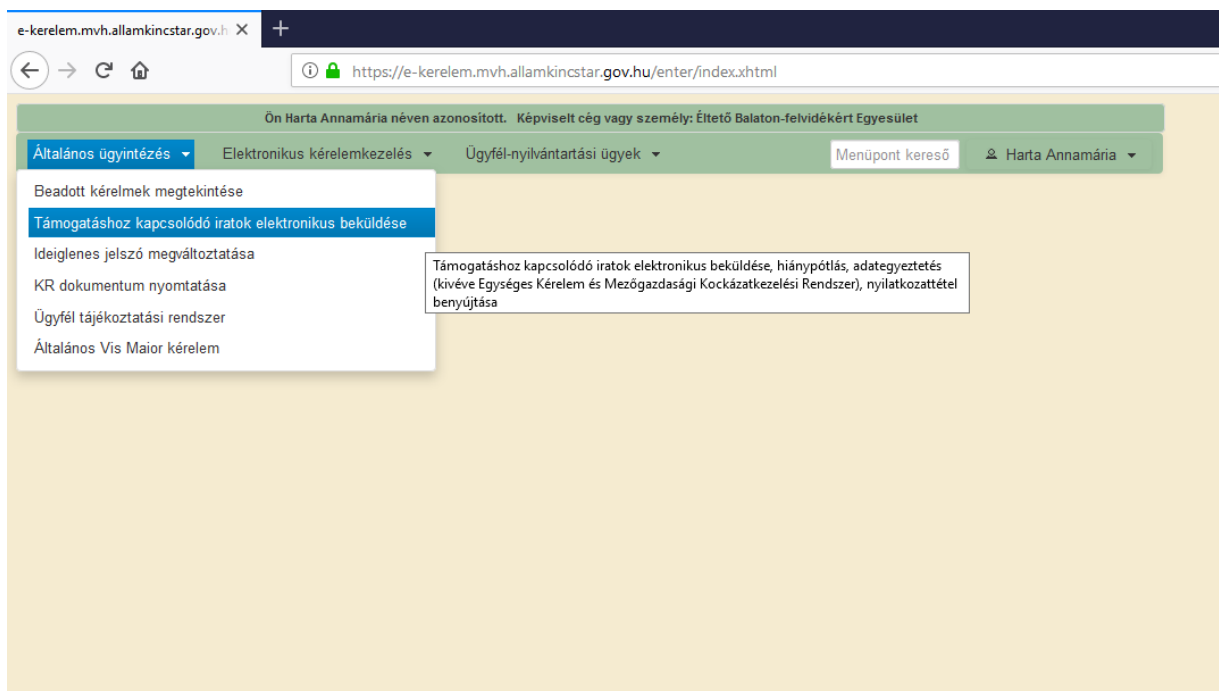 e-kerelem.mvh.allamkincstar.gov.h
https://e-kerelem.mvh.allamkincstar.gov.hu/enter/index.xhtml
Ön Harta Annamária néven azonosított. Képviselt cég vagy személy: Éltető Balaton-felvidékért Egyesület
Általános ügyintézés Elektronikus kérelemkezelés Ügyfél-nyilvántartási ügyek Menüpont kereső Harta Annamária
Beadott kérelmek megtekintése
Támogatáshoz kapcsolódó iratok elektronikus beküldése
Ideiglenes jelszó megváltoztatása
KR dokumentum nyomtatása
Ügyfél tájékoztatási rendszer
Általános Vis Maior kérelem
Támogatáshoz kapcsolódó iratok elektronikus beküldése, hiánypótlás, adategyeztetés
(kivéve Egységes Kérelem és Mezőgazdasági Kockázatkezelési Rendszer), nyilatkozattétel
benyújtása